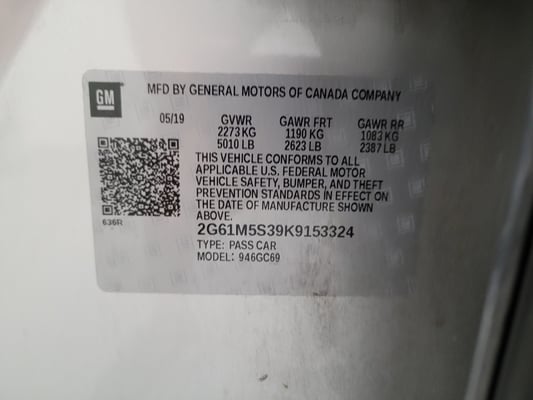 GM
MFD BY GENERAL MOTORS OF CANADA COMPANY
05/19 GVWR GAWR FRT GAWR RR
2273 KG 1190 KG 1083 KG
5010 LB 2623 LB 2387 LB
THIS VEHICLE CONFORMS TO ALL
APPLICABLE U.S. FEDERAL MOTOR
VEHICLE SAFETY, BUMPER, AND THEFT
PREVENTION STANDARDS IN EFFECT ON
THE DATE OF MANUFACTURE SHOWN
ABOVE.
636R
2G61M5S39K9153324
TYPE: PASS CAR
MODEL: 946GC69